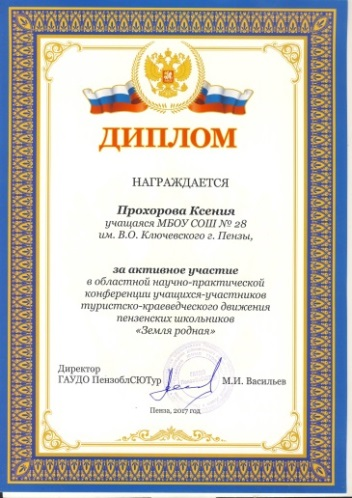 ДИПЛОМ
НАГРАЖДАЕТСЯ
Прохорова Ксения
учащаяся МБОУ СОШ № 28
им. В.О. Ключевского г. Пензы,
за активное участие
в областной научно-практической
конференции учащихся-участников
туристско-краеведческого движения
пензенских школьников
«Земля родная»
Директор
ГАУДО ПензоблСЮТур М.И. Васильев
Пенза, 2017 год